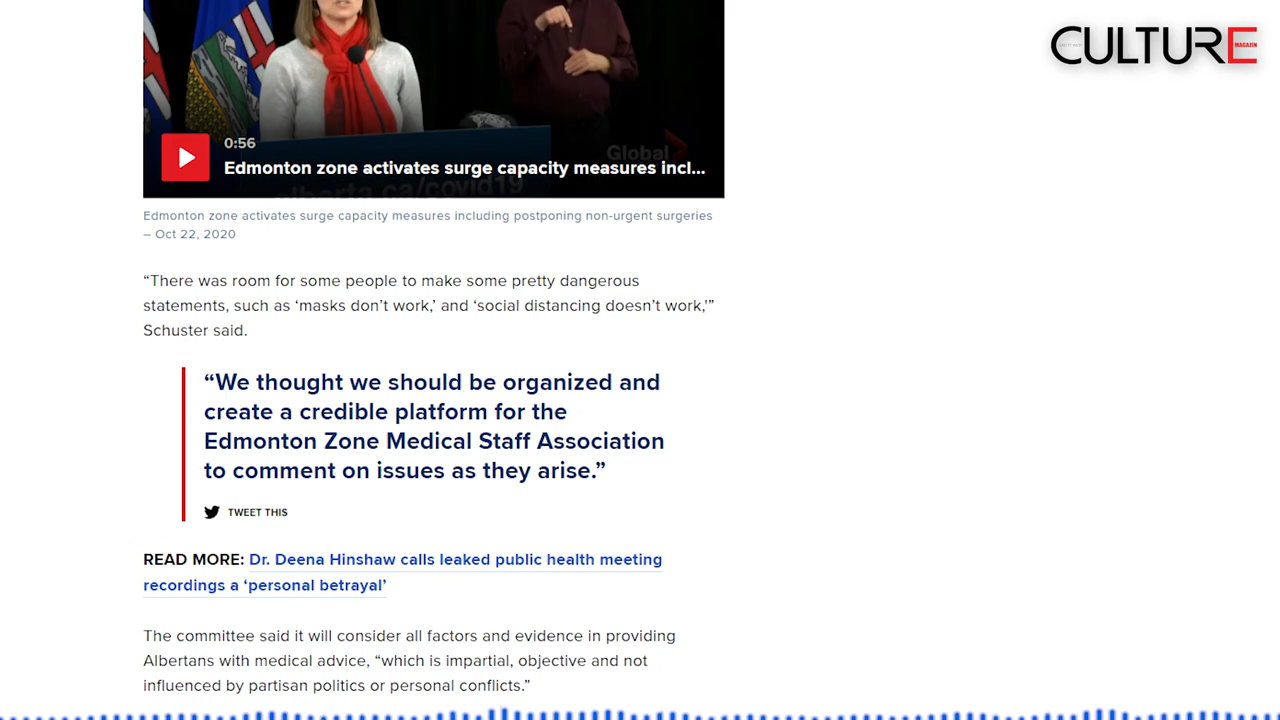 CULTURE
MAGAZIN
0:56
Global
Edmonton zone activates surge capacity measures incl...
alberta.ca/covid19
Edmonton zone activates surge capacity measures including postponing non-urgent surgeries
– Oct 22, 2020
“There was room for some people to make some pretty dangerous
statements, such as ‘masks don’t work,’ and ‘social distancing doesn’t work,'”
Schuster said.
“We thought we should be organized and
create a credible platform for the
Edmonton Zone Medical Staff Association
to comment on issues as they arise.”
TWEET THIS
READ MORE: Dr. Deena Hinshaw calls leaked public health meeting
recordings a ‘personal betrayal’
The committee said it will consider all factors and evidence in providing
Albertans with medical advice, “which is impartial, objective and not
influenced by partisan politics or personal conflicts.”